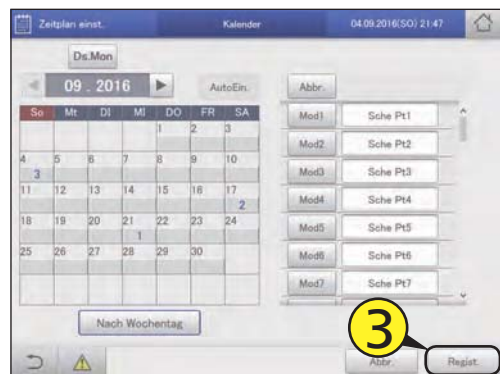 Zeitplan einst. Kalender 04.09.2016(SO) 21:47
Ds.Mon
09 . 2016 AutoEin. Abbr.
So Mt DI MI DO FR SA
1 2 3
4 5 6 7 8 9 10
3
11 12 13 14 15 16 17
2
18 19 20 21 22 23 24
1
25 26 27 28 29 30
Mod1 Sche Pt1
Mod2 Sche Pt2
Mod3 Sche Pt3
Mod4 Sche Pt4
Mod5 Sche Pt5
Mod6 Sche Pt6
Mod7 Sche Pt7
Nach Wochentag
3
Abbr. Regist.